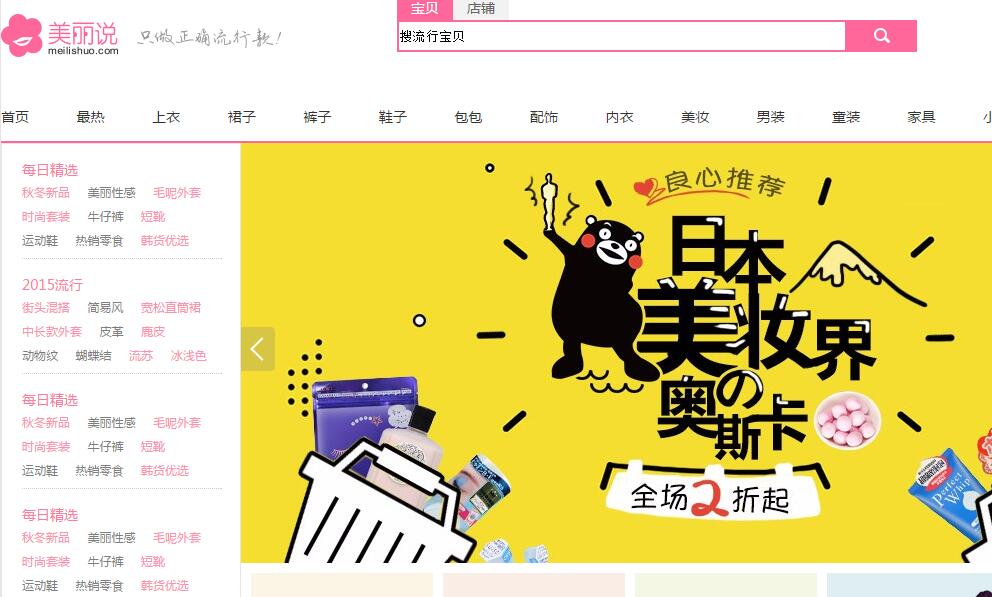 宝贝 店铺
美丽说
meilishuo.com
只做正确流行款!
搜流行宝贝
首页 最热 上衣 裙子 裤子 鞋子 包包 配饰 内衣 美妆 男装 童装 家具
每日精选
秋冬新品 美丽性感 毛呢外套
时尚套装 牛仔裤 短靴
运动鞋 热销零食 韩货优选
2015流行
街头混搭 简易风 宽松直筒裙
中长款外套 皮革 鹿皮
动物纹 蝴蝶结 流苏 冰浅色
每日精选
秋冬新品 美丽性感 毛呢外套
时尚套装 牛仔裤 短靴
运动鞋 热销零食 韩货优选
每日精选
秋冬新品 美丽性感 毛呢外套
时尚套装 牛仔裤 短靴
运动鞋 热销零食 韩货优选
良心推荐
日本
美妆界
奥の斯卡
全场2折起
Perfect
Whip